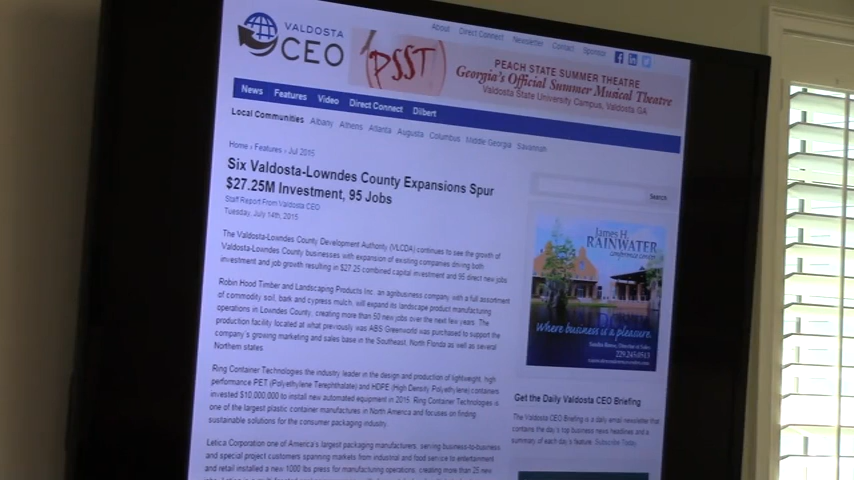 VALDOSTA
CEO
About Direct Connect Newsletter Contact Sponsor
PSST
PEACH STATE SUMMER THEATRE
Georgia's Official Summer Musical Theatre
Valdosta State University Campus, Valdosta GA
News Features Video Direct Connect Dilbert
Local Communities Albany Athens Atlanta Augusta Columbus Middle Georgia Savannah
Home › Features › Jul 2015
Six Valdosta-Lowndes County Expansions Spur
$27.25M Investment, 95 Jobs
Staff Report From Valdosta CEO
Tuesday, July 14th, 2015
The Valdosta-Lowndes County Development Authority (VLCDA) continues to see the growth of
Valdosta-Lowndes County businesses with expansion of existing companies driving both
investment and job growth resulting in $27.25 combined capital investment and 95 direct new jobs
Robin Hood Timber and Landscaping Products Inc. an agribusiness company with a full assortment
of commodity soil, bark and cypress mulch, will expand its landscape product manufacturing
operations in Lowndes County, creating more than 50 new jobs over the next few years. The
production facility located at what previously was ABS Greenworld was purchased to support the
company's growing marketing and sales base in the Southeast, North Florida as well as several
Northern states.
Ring Container Technologies the industry leader in the design and production of lightweight, high
performance PET (Polyethylene Terephthalate) and HDPE (High Density Polyethylene) containers
invested $10,000,000 to install new automated equipment in 2015. Ring Container Technologies is
one of the largest plastic container manufactures in North America and focuses on finding
sustainable solutions for the consumer packaging industry.
Letica Corporation one of America's largest packaging manufacturers, serving business-to-business
and special project customers spanning markets from industrial and food service to entertainment
and retail installed a new 1000 lbs press for manufacturing operations, creating more than 25 new
Search
James H.
RAINWATER
conference center
Where business is a pleasure.
229.245.0513
Get the Daily Valdosta CEO Briefing
The Valdosta CEO Briefing is a daily email newsletter that
contains the day's top business news headlines and a
summary of each day's feature. Subscribe Today.